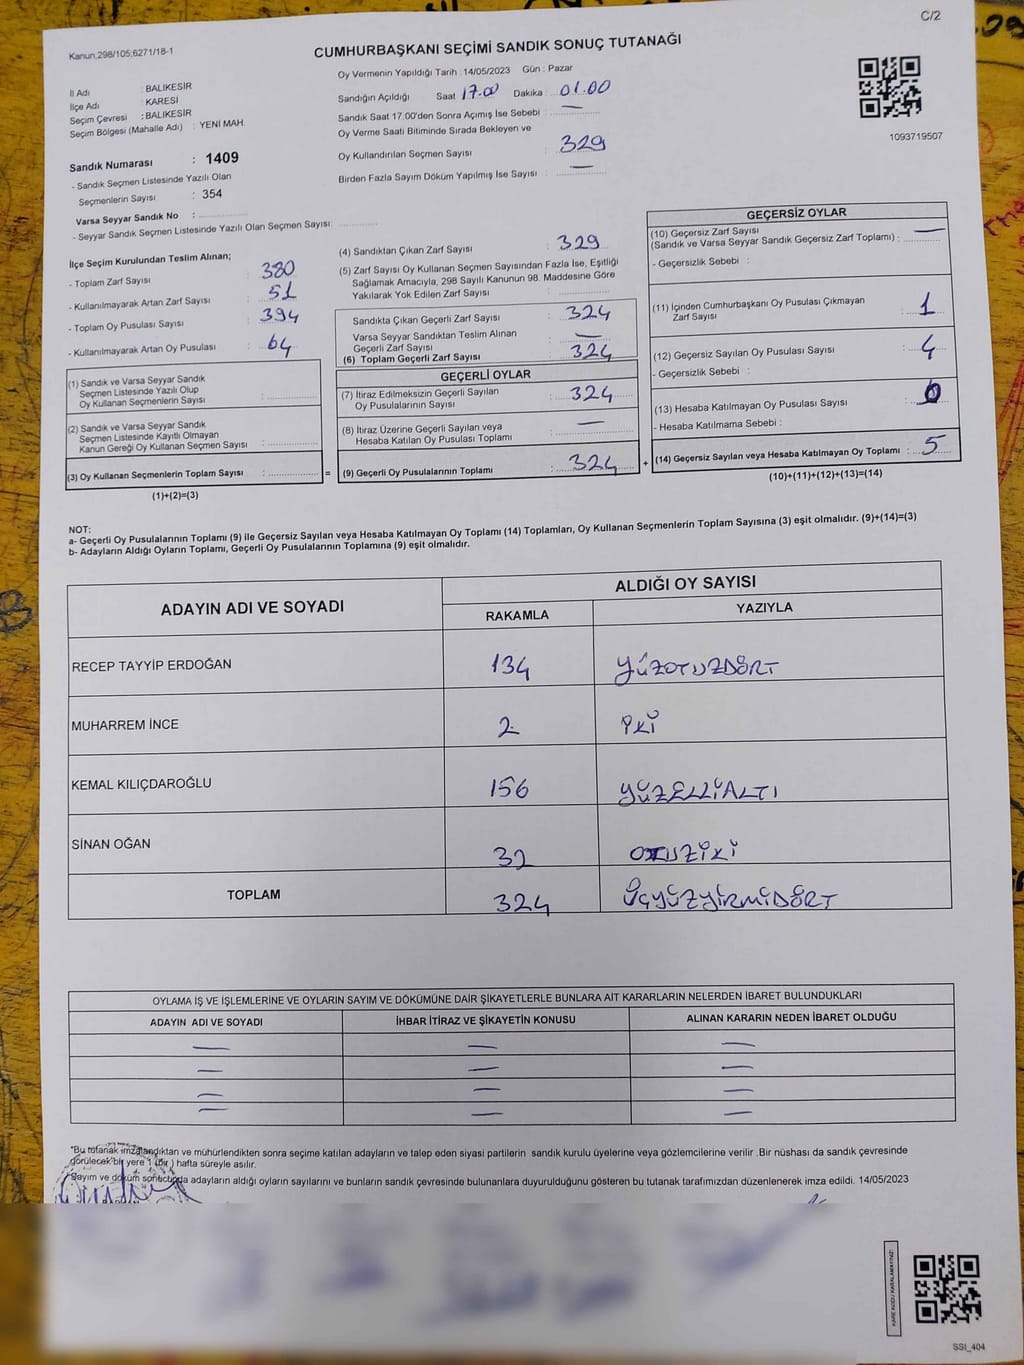 C/2
Kanun,298/105;6271/18-1
CUMHURBAŞKANI SEÇİMİ SANDIK SONUÇ TUTANAĞI
İl Adı : BALIKESİR
İlçe Adı : KARESİ
Seçim Çevresi : BALIKESİR
Seçim Bölgesi (Mahalle Adı) : YENİ MAH.
Sandık Numarası : 1409
- Sandık Seçmen Listesinde Yazılı Olan
Seçmenlerin Sayısı : 354
Varsa Seyyar Sandık No :
- Seyyar Sandık Seçmen Listesinde Yazılı Olan Seçmen Sayısı:
Oy Vermenin Yapıldığı Tarih :14/05/2023 Gün : Pazar
Sandığın Açıldığı Saat 17.00 Dakika : 01.00
Sandık Saat 17:00'den Sonra Açımış İse Sebebi : —
Oy Verme Saati Bitiminde Sırada Bekleyen ve
Oy Kullandırılan Seçmen Sayısı : 329
Birden Fazla Sayım Döküm Yapılmış İse Sayısı : —
1093719507
İlçe Seçim Kurulundan Teslim Alınan;
- Toplam Zarf Sayısı : 380
- Kullanılmayarak Artan Zarf Sayısı : 51
- Toplam Oy Pusulası Sayısı : 394
- Kullanılmayarak Artan Oy Pusulası : 64
(1) Sandık ve Varsa Seyyar Sandık
Seçmen Listesinde Yazılı Olup
Oy Kullanan Seçmenlerin Sayısı :
(2) Sandık ve Varsa Seyyar Sandık
Seçmen Listesinde Kayıtlı Olmayan
Kanun Gereği Oy Kullanan Seçmen Sayısı :
(3) Oy Kullanan Seçmenlerin Toplam Sayısı :
(1)+(2)=(3)
(4) Sandıktan Çıkan Zarf Sayısı : 329
(5) Zarf Sayısı Oy Kullanan Seçmen Sayısından Fazla İse, Eşitliği
Sağlamak Amacıyla, 298 Sayılı Kanunun 98. Maddesine Göre
Yakılarak Yok Edilen Zarf Sayısı :
Sandıkta Çıkan Geçerli Zarf Sayısı : 324
Varsa Seyyar Sandıktan Teslim Alınan
Geçerli Zarf Sayısı : —
(6) Toplam Geçerli Zarf Sayısı : 324
GEÇERLİ OYLAR
(7) İtiraz Edilmeksizin Geçerli Sayılan
Oy Pusulalarının Sayısı : 324
(8) İtiraz Üzerine Geçerli Sayılan veya
Hesaba Katılan Oy Pusulası Toplamı : —
= (9) Geçerli Oy Pusulalarının Toplamı : 324 +
GEÇERSİZ OYLAR
(10) Geçersiz Zarf Sayısı
(Sandık ve Varsa Seyyar Sandık Geçersiz Zarf Toplamı) : —
- Geçersizlik Sebebi :
(11) İçinden Cumhurbaşkanı Oy Pusulası Çıkmayan
Zarf Sayısı : 1
(12) Geçersiz Sayılan Oy Pusulası Sayısı : 4
- Geçersizlik Sebebi :
(13) Hesaba Katılmayan Oy Pusulası Sayısı : 0
- Hesaba Katılmama Sebebi :
(14) Geçersiz Sayılan veya Hesaba Katılmayan Oy Toplamı : 5
(10)+(11)+(12)+(13)=(14)
NOT:
a- Geçerli Oy Pusulalarının Toplamı (9) ile Geçersiz Sayılan veya Hesaba Katılmayan Oy Toplamı (14) Toplamları, Oy Kullanan Seçmenlerin Toplam Sayısına (3) eşit olmalıdır. (9)+(14)=(3)
b- Adayların Aldığı Oyların Toplamı, Geçerli Oy Pusulalarının Toplamına (9) eşit olmalıdır.
ADAYIN ADI VE SOYADI ALDIĞI OY SAYISI
RAKAMLA YAZIYLA
RECEP TAYYİP ERDOĞAN 134 YÜZOTUZDÖRT
MUHARREM İNCE 2 İKİ
KEMAL KILIÇDAROĞLU 156 YÜZELLİALTI
SİNAN OĞAN 32 OTUZİKİ
TOPLAM 324 ÜÇYÜZYİRMİDÖRT
OYLAMA İŞ VE İŞLEMLERİNE VE OYLARIN SAYIM VE DÖKÜMÜNE DAİR ŞİKAYETLERLE BUNLARA AİT KARARLARIN NELERDEN İBARET BULUNDUKLARI
ADAYIN ADI VE SOYADI İHBAR İTİRAZ VE ŞİKAYETİN KONUSU ALINAN KARARIN NEDEN İBARET OLDUĞU
— — —
— — —
— — —
— — —
*Bu tutanak imzalandıktan ve mühürlendikten sonra seçime katılan adayların ve talep eden siyasi partilerin sandık kurulu üyelerine veya gözlemcilerine verilir .Bir nüshası da sandık çevresinde
görülecek bir yere 1 (bir) hafta süreyle asılır.
*Sayım ve döküm sonucunda adayların aldığı oyların sayılarını ve bunların sandık çevresinde bulunanlara duyurulduğunu gösteren bu tutanak tarafımızdan düzenlenerek imza edildi. 14/05/2023
KARE KODU KARALAMAYINIZ!
SSI_404